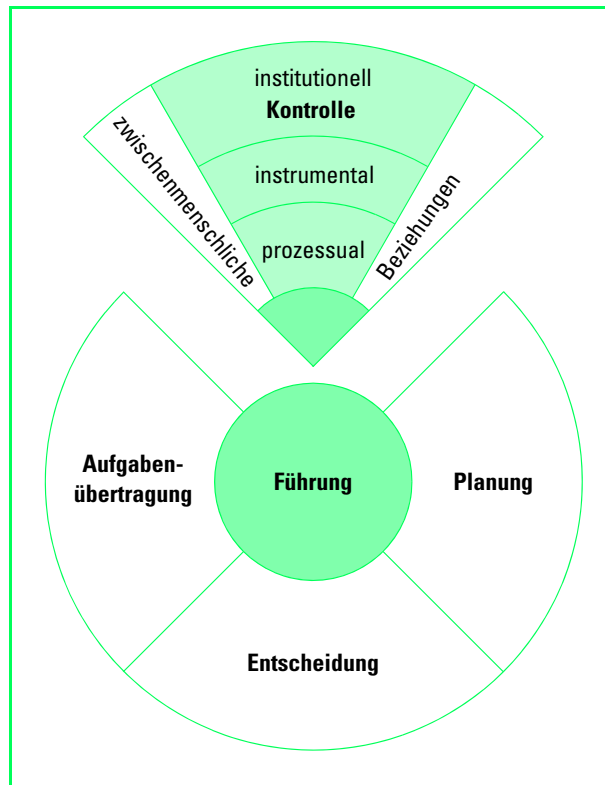 institutionell
Kontrolle
zwischenmenschliche
instrumental
Beziehungen
prozessual
Aufgaben-
übertragung
Führung
Planung
Entscheidung